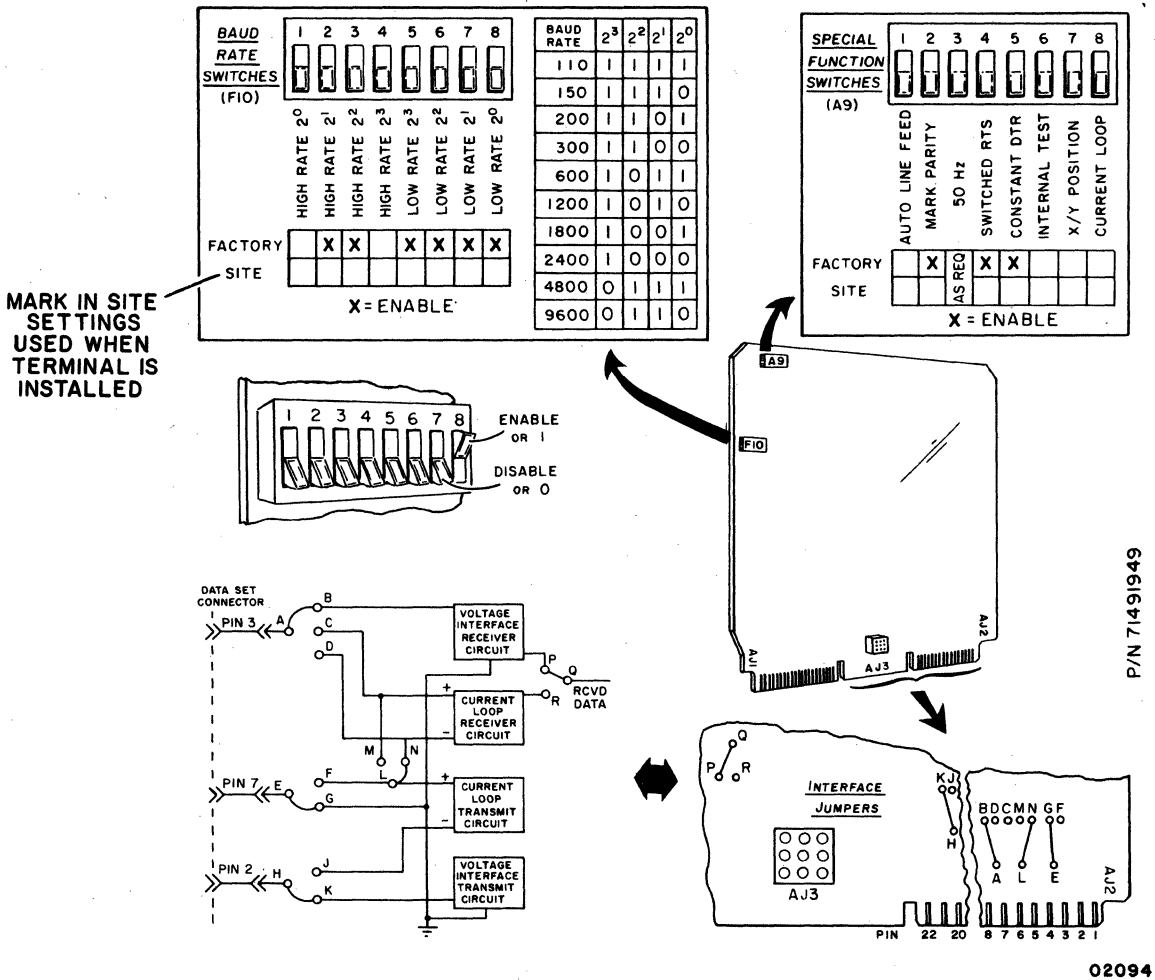 BAUD
RATE
SWITCHES
(F10)
1 2 3 4 5 6 7 8
HIGH RATE 2⁰
HIGH RATE 2¹
HIGH RATE 2²
HIGH RATE 2³
LOW RATE 2³
LOW RATE 2²
LOW RATE 2¹
LOW RATE 2⁰
FACTORY X X X X X X
SITE
X = ENABLE
BAUD RATE 2³ 2² 2¹ 2⁰
110 1 1 1 1
150 1 1 1 0
200 1 1 0 1
300 1 1 0 0
600 1 0 1 1
1200 1 0 1 0
1800 1 0 0 1
2400 1 0 0 0
4800 0 1 1 1
9600 0 1 1 0
SPECIAL
FUNCTION
SWITCHES
(A9)
1 2 3 4 5 6 7 8
AUTO LINE FEED
MARK PARITY
50 Hz
SWITCHED RTS
CONSTANT DTR
INTERNAL TEST
X/Y POSITION
CURRENT LOOP
FACTORY X X X
SITE
AS REQ
X = ENABLE
MARK IN SITE
SETTINGS
USED WHEN
TERMINAL IS
INSTALLED
1 2 3 4 5 6 7 8
ENABLE
OR 1
DISABLE
OR 0
A9
F10
AJ1
AJ3
AJ2
P/N 71491949
DATA SET
CONNECTOR
PIN 3
A
B
C
D
VOLTAGE
INTERFACE
RECEIVER
CIRCUIT
P
Q
R
RCVD
DATA
+
-
CURRENT
LOOP
RECEIVER
CIRCUIT
M
N
L
PIN 7
E
F
G
+
-
CURRENT
LOOP
TRANSMIT
CIRCUIT
PIN 2
H
J
K
VOLTAGE
INTERFACE
TRANSMIT
CIRCUIT
Q
P
R
INTERFACE
JUMPERS
AJ3
K J
H
B D C M N G F
A L E
AJ2
PIN 22 20 8 7 6 5 4 3 2 1
02094